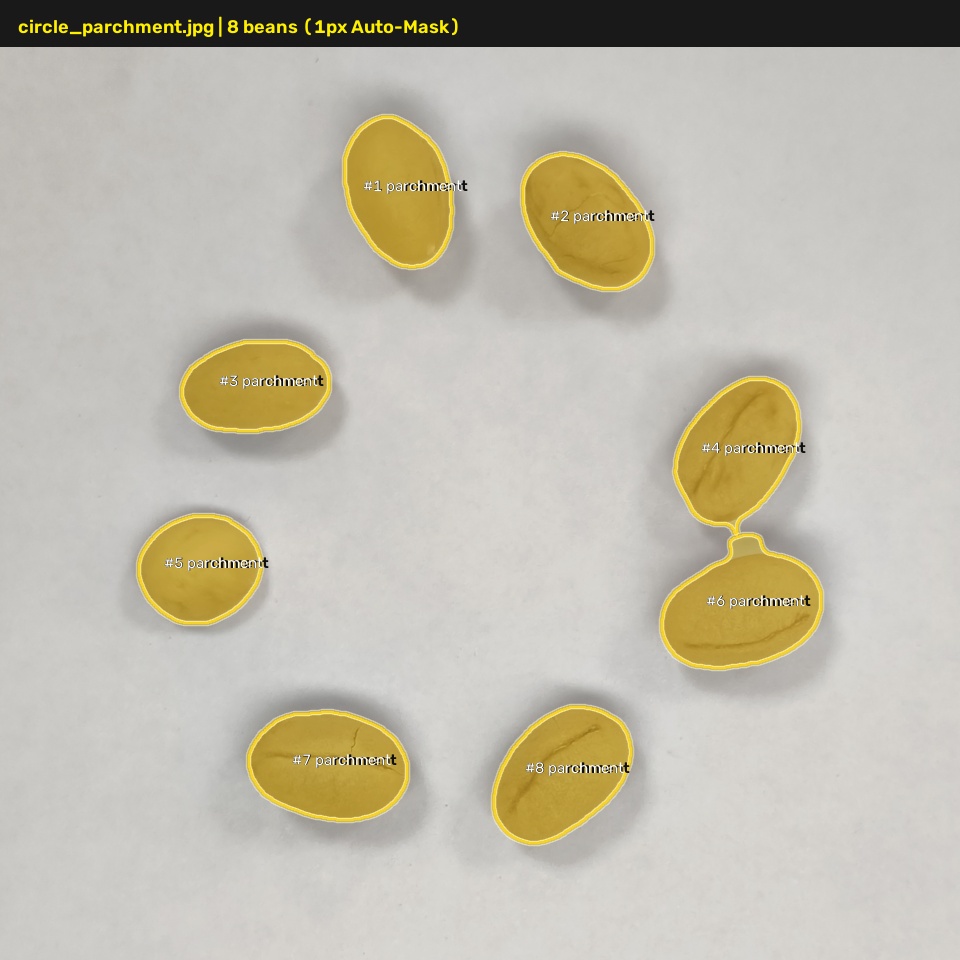 circle_parchment.jpg | 8 beans (1px Auto-Mask)
#1 parchment
#2 parchment
#3 parchment
#4 parchment
#5 parchment
#6 parchment
#7 parchment
#8 parchment